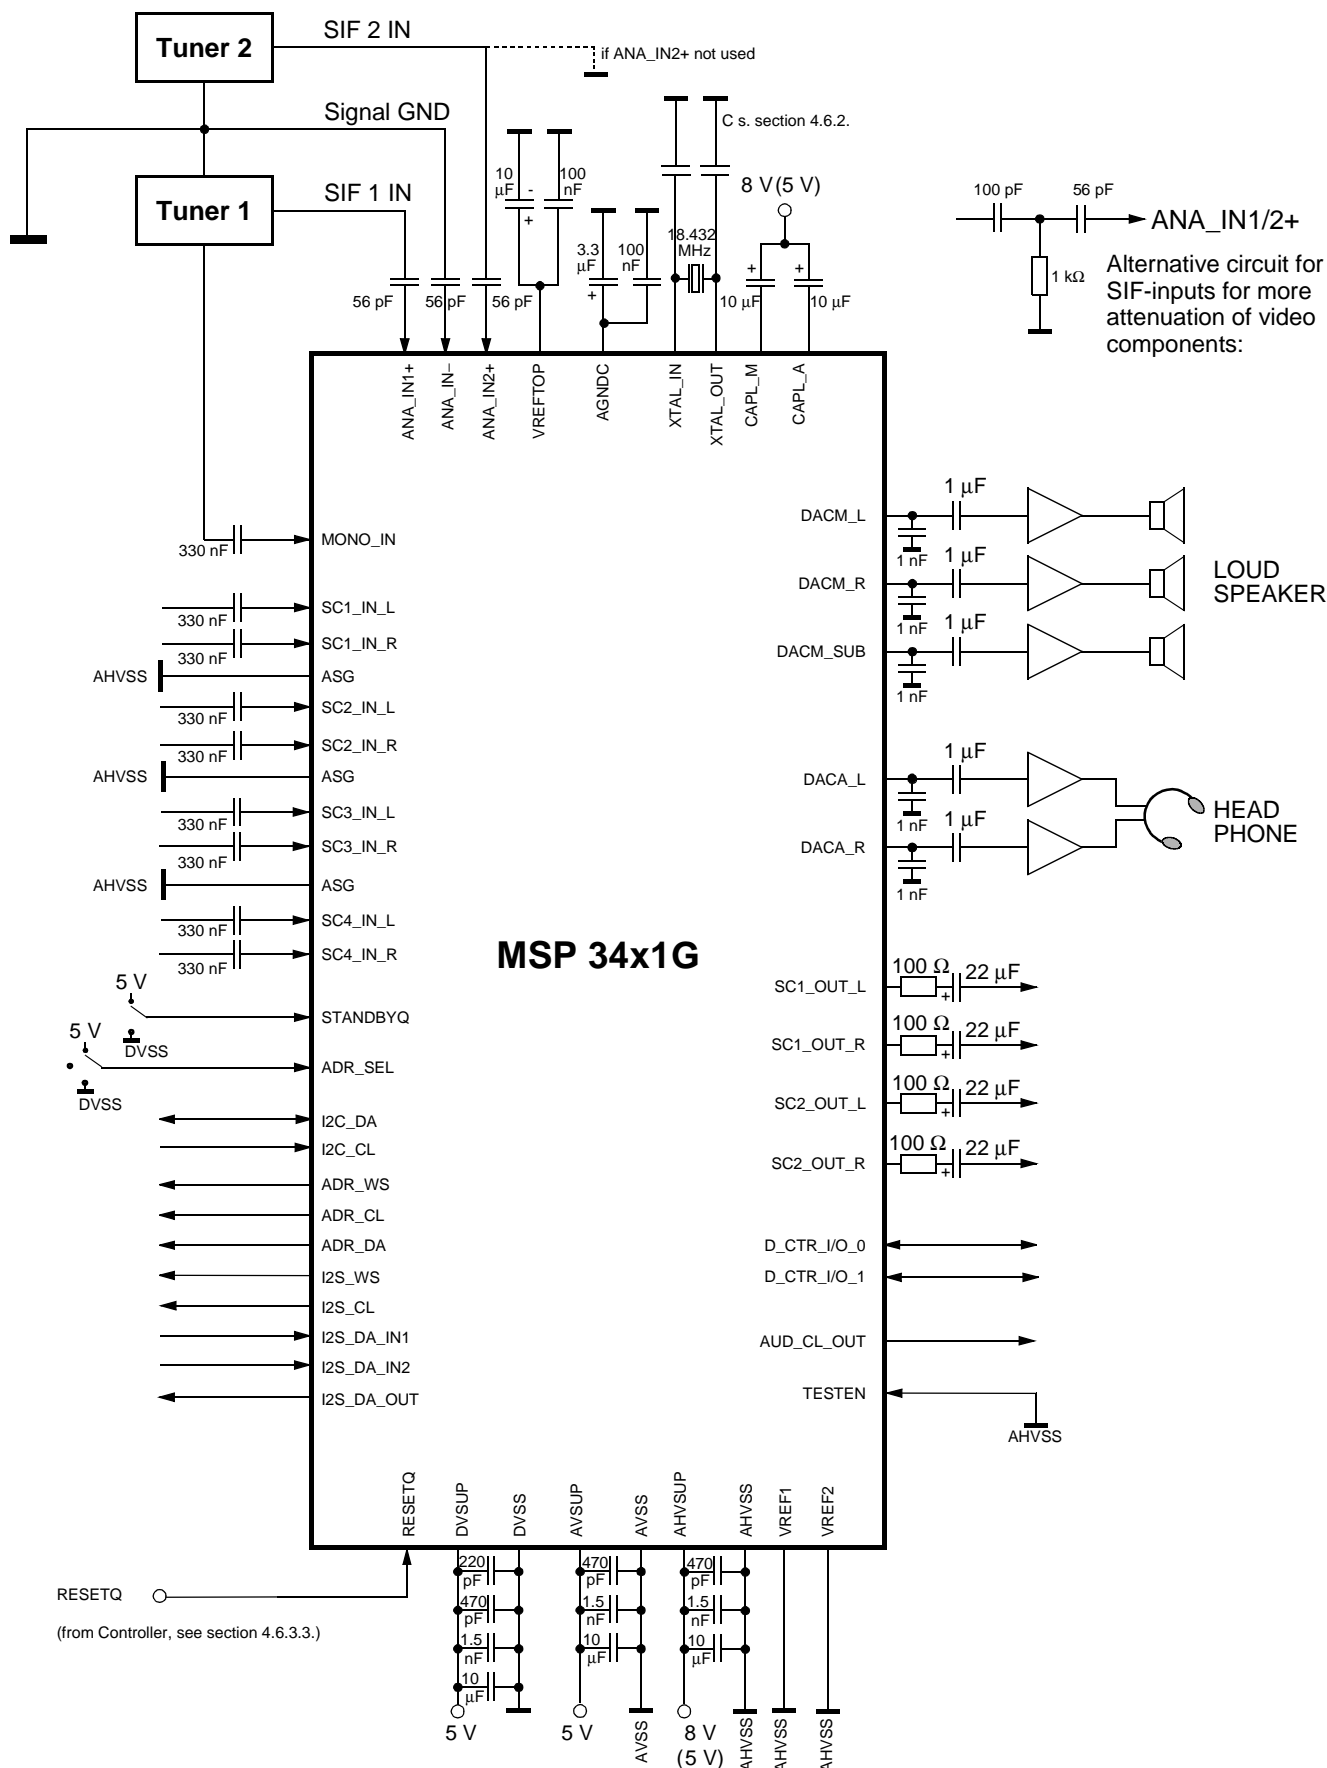 SIF 2 IN
Tuner 2
if ANA_IN2+ not used
Signal GND
C s. section 4.6.2.
10 µF
-
+
100 nF
8 V (5 V)
Tuner 1
SIF 1 IN
100 pF
56 pF
ANA_IN1/2+
1 kΩ
Alternative circuit for
SIF-inputs for more
attenuation of video
components:
3.3 µF
+
100 nF
18.432 MHz
+
+
56 pF
56 pF
56 pF
10 µF
10 µF
ANA_IN1+
ANA_IN−
ANA_IN2+
VREFTOP
AGNDC
XTAL_IN
XTAL_OUT
CAPL_M
CAPL_A
330 nF
MONO_IN
330 nF
SC1_IN_L
330 nF
SC1_IN_R
AHVSS
ASG
330 nF
SC2_IN_L
330 nF
SC2_IN_R
AHVSS
ASG
330 nF
SC3_IN_L
330 nF
SC3_IN_R
AHVSS
ASG
330 nF
SC4_IN_L
330 nF
SC4_IN_R
5 V
DVSS
STANDBYQ
5 V
DVSS
ADR_SEL
I2C_DA
I2C_CL
ADR_WS
ADR_CL
ADR_DA
I2S_WS
I2S_CL
I2S_DA_IN1
I2S_DA_IN2
I2S_DA_OUT
MSP 34x1G
DACM_L
1 nF
1 µF
DACM_R
1 nF
1 µF
DACM_SUB
1 nF
1 µF
LOUD
SPEAKER
DACA_L
1 nF
1 µF
DACA_R
1 nF
1 µF
HEAD
PHONE
SC1_OUT_L
100 Ω
+
22 µF
SC1_OUT_R
100 Ω
+
22 µF
SC2_OUT_L
100 Ω
+
22 µF
SC2_OUT_R
100 Ω
+
22 µF
D_CTR_I/O_0
D_CTR_I/O_1
AUD_CL_OUT
TESTEN
AHVSS
RESETQ
DVSUP
DVSS
AVSUP
AVSS
AHVSUP
AHVSS
VREF1
VREF2
RESETQ
(from Controller, see section 4.6.3.3.)
220 pF
470 pF
1.5 nF
10 µF
5 V
470 pF
1.5 nF
10 µF
5 V
AVSS
470 pF
1.5 nF
10 µF
8 V
(5 V)
AHVSS
AHVSS
AHVSS